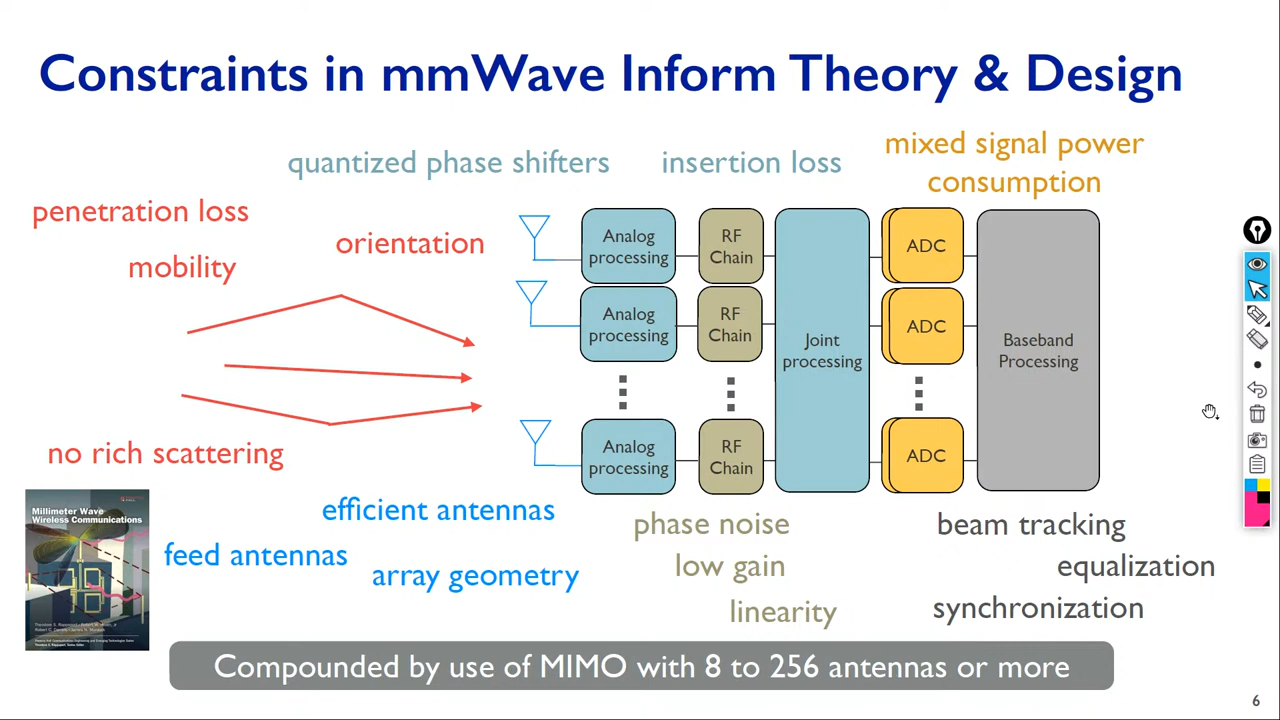 Constraints in mmWave Inform Theory & Design
quantized phase shifters
insertion loss
mixed signal power
consumption
penetration loss
mobility
orientation
no rich scattering
Analog
processing
RF
Chain
ADC
Analog
processing
RF
Chain
ADC
Joint
processing
Baseband
Processing
Analog
processing
RF
Chain
ADC
Millimeter Wave
Wireless Communications
efficient antennas
feed antennas
array geometry
phase noise
low gain
linearity
beam tracking
equalization
synchronization
Compounded by use of MIMO with 8 to 256 antennas or more
6